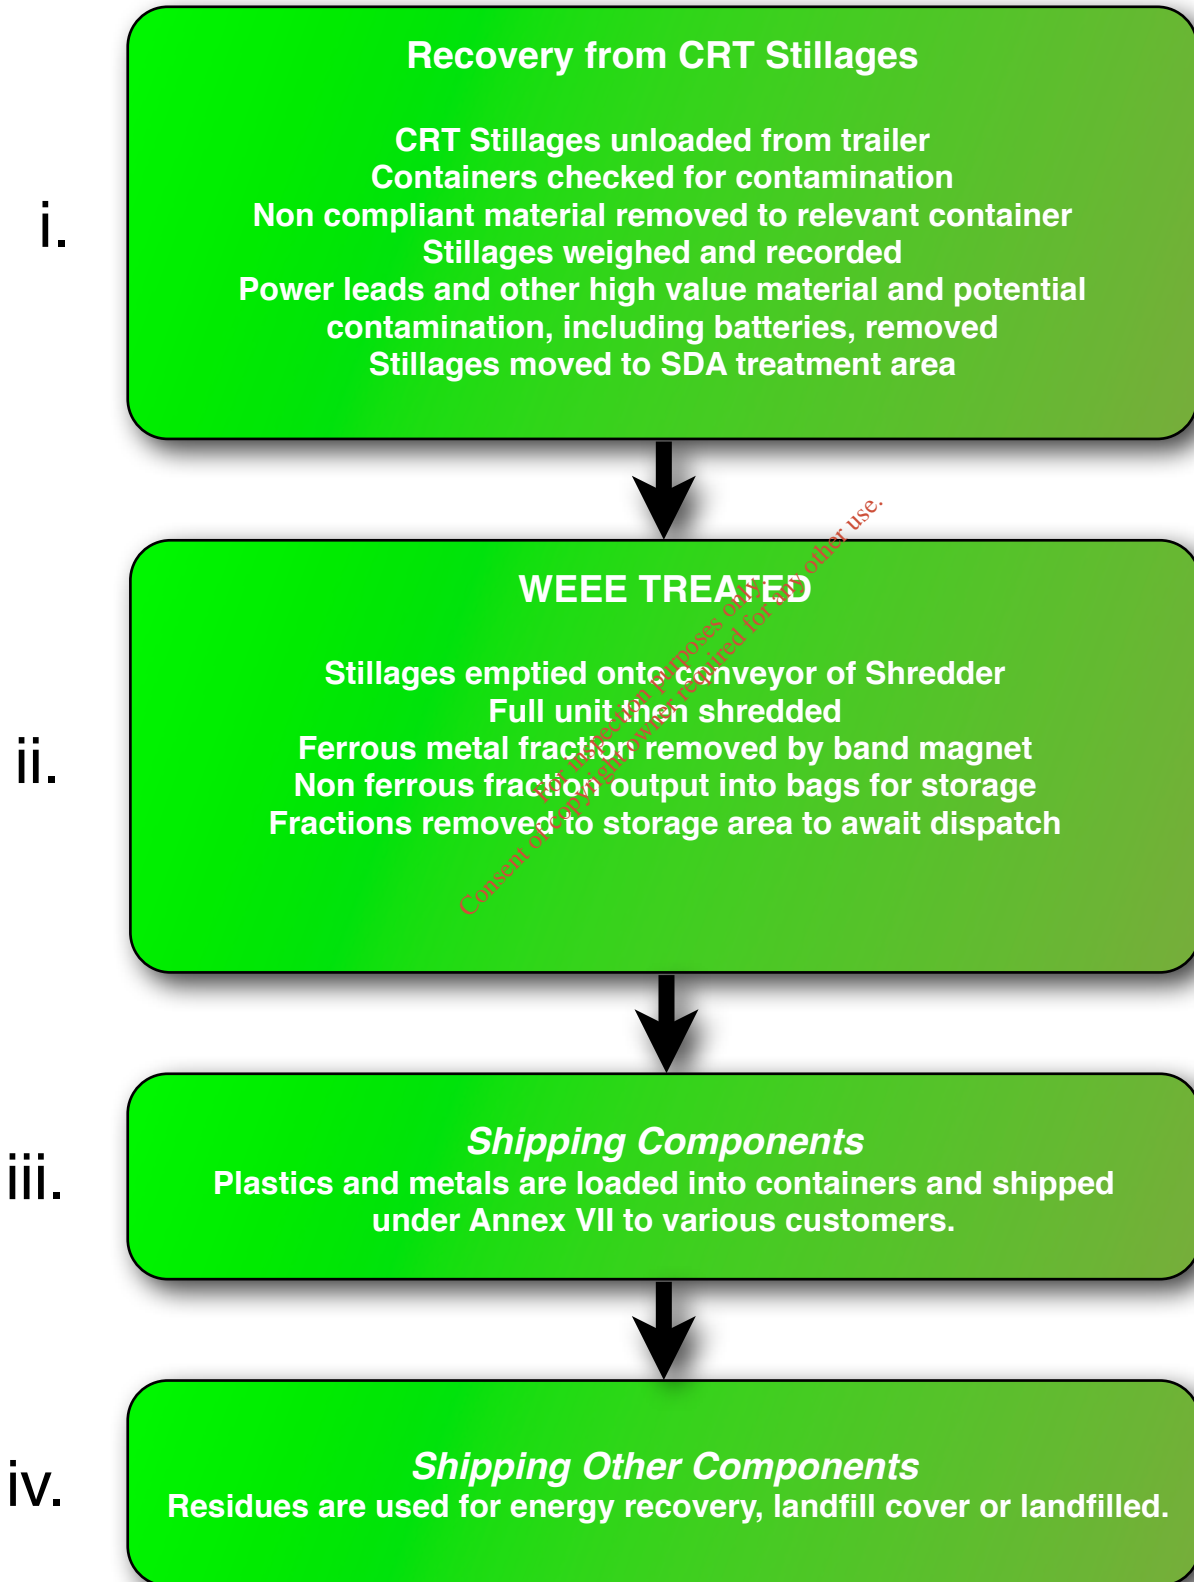 i.
Recovery from CRT Stillages
CRT Stillages unloaded from trailer
Containers checked for contamination
Non compliant material removed to relevant container
Stillages weighed and recorded
Power leads and other high value material and potential
contamination, including batteries, removed
Stillages moved to SDA treatment area
ii.
WEEE TREATED
Stillages emptied onto conveyor of Shredder
Full unit then shredded
Ferrous metal fraction removed by band magnet
Non ferrous fraction output into bags for storage
Fractions removed to storage area to await dispatch
For inspection purposes only.
Consent of copyright owner required for any other use.
iii.
Shipping Components
Plastics and metals are loaded into containers and shipped
under Annex VII to various customers.
iv.
Shipping Other Components
Residues are used for energy recovery, landfill cover or landfilled.